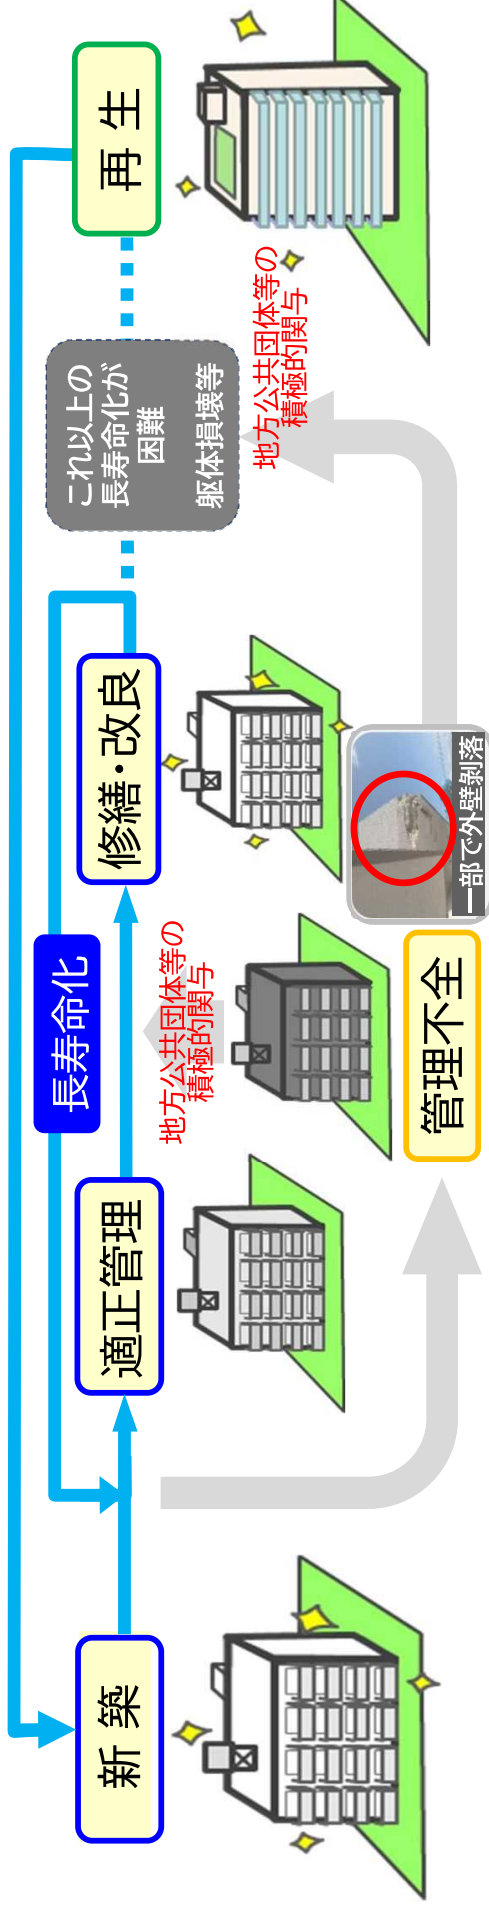 新築
適正管理
長寿命化
修繕・改良
これ以上の
長寿命化が
困難
躯体損壊等
再生
地方公共団体等の
積極的関与
地方公共団体等の
積極的関与
管理不全
一部で外壁剝落